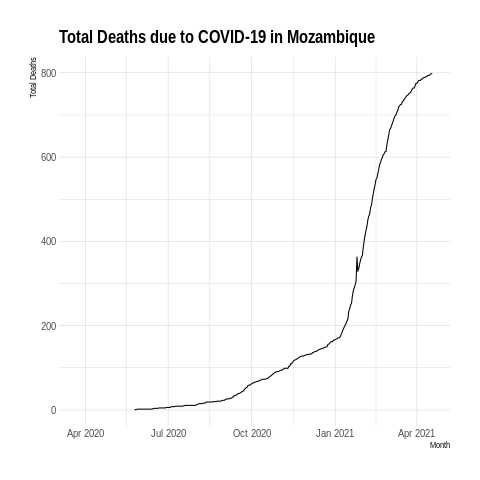 Total Deaths due to COVID-19 in Mozambique
Total Deaths
800
600
400
200
0
Apr 2020 Jul 2020 Oct 2020 Jan 2021 Apr 2021
Month